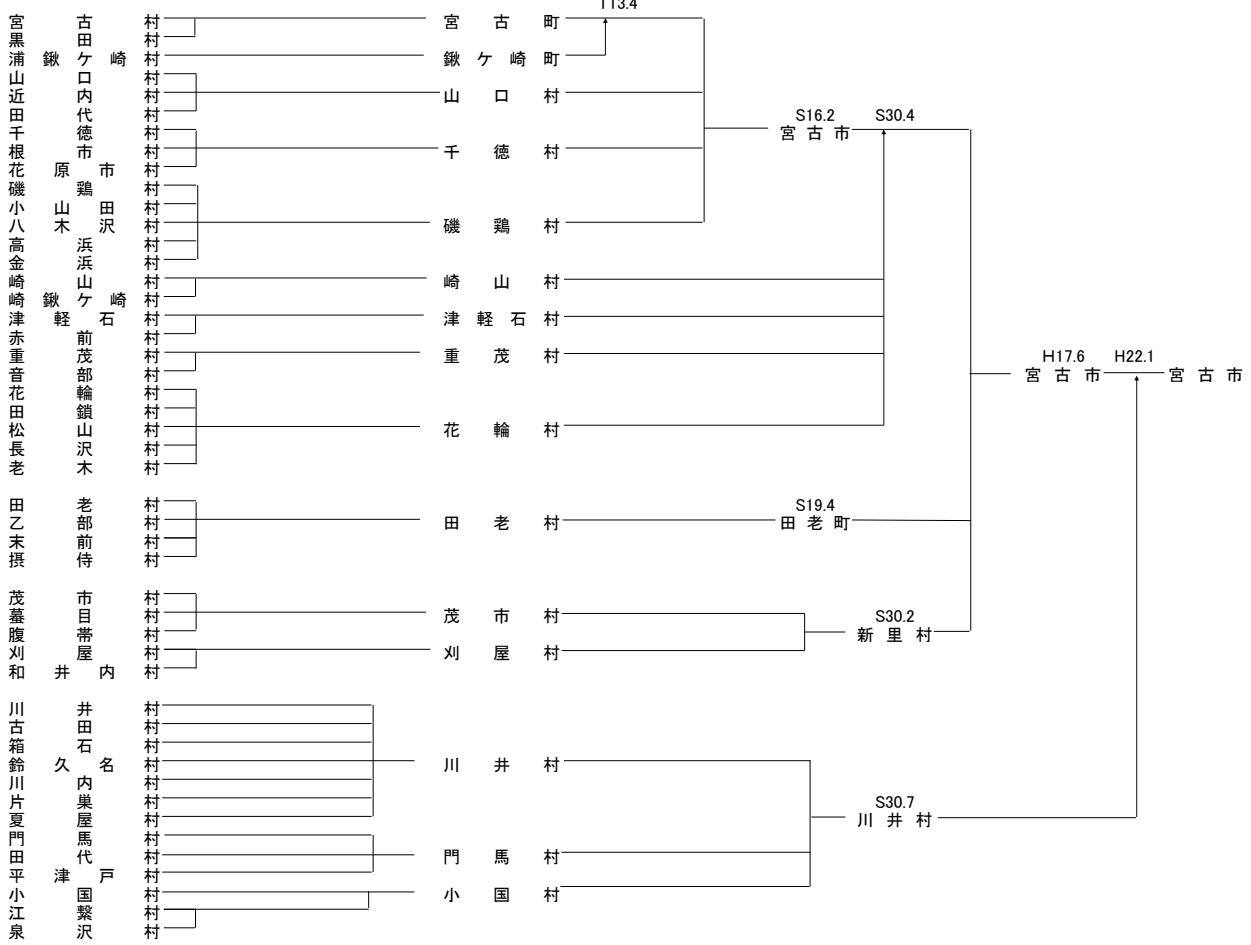 T13.4
宮古村 宮古町
黒田村
浦鍬ケ崎村 鍬ケ崎町
山口村
近内村 山口村
田代村 S16.2 S30.4
千徳村 宮古市
根市村 千徳村
花原市村
磯鶏村
小山田村
八木沢村 磯鶏村
高浜村
金浜村
崎山村 崎山村
崎鍬ケ崎村
津軽石村 津軽石村
赤前村
重茂村 重茂村 H17.6 H22.1
音部村 宮古市 宮古市
花輪村
田鎖村
松山村 花輪村
長沢村
老木村
田老村 S19.4
乙部村 田老村 田老町
末前村
摂待村
茂市村
蟇目村 茂市村 S30.2
腹帯村 新里村
刈屋村 刈屋村
和井内村
川井村
古田村
箱石村
鈴久名村 川井村
川内村
片巣村 S30.7
夏屋村 川井村
門馬村
田代村 門馬村
平津戸村
小国村 小国村
江繋村
泉沢村